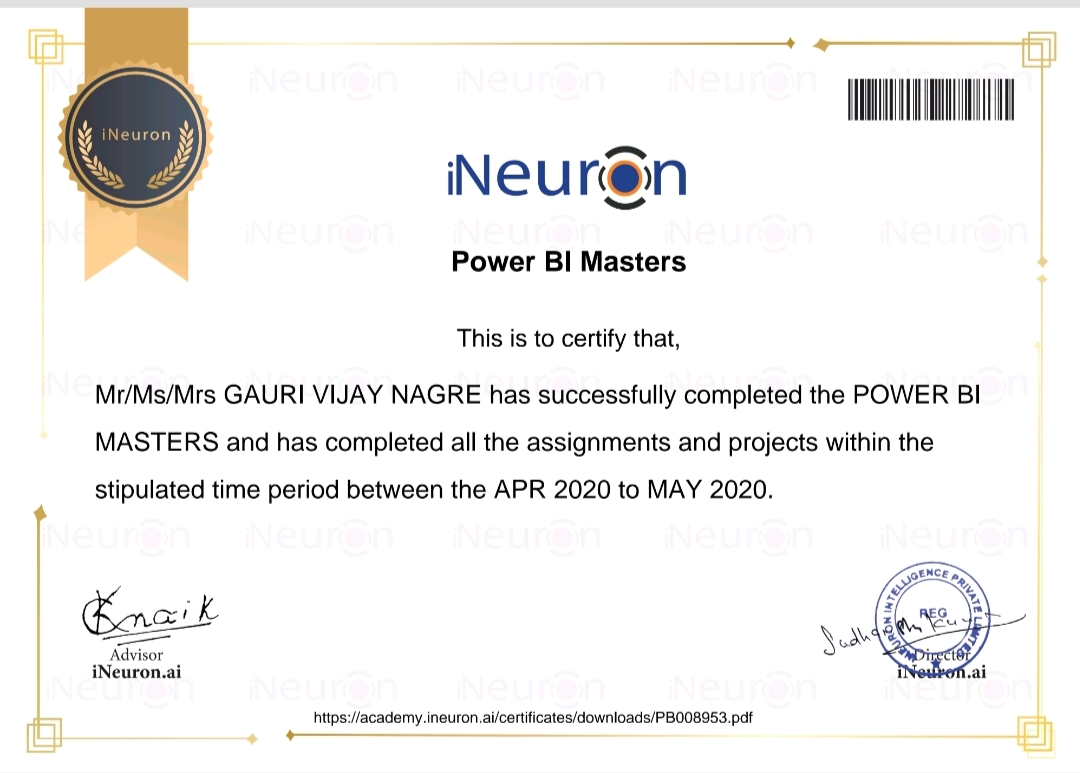 iNeuron
iNeuron
Power BI Masters
This is to certify that,
Mr/Ms/Mrs GAURI VIJAY NAGRE has successfully completed the POWER BI
MASTERS and has completed all the assignments and projects within the
stipulated time period between the APR 2020 to MAY 2020.
Knaik
Advisor
iNeuron.ai
INEURON INTELLIGENCE PRIVATE LIMITED
REG
Director
iNeuron.ai
https://academy.ineuron.ai/certificates/downloads/PB008953.pdf